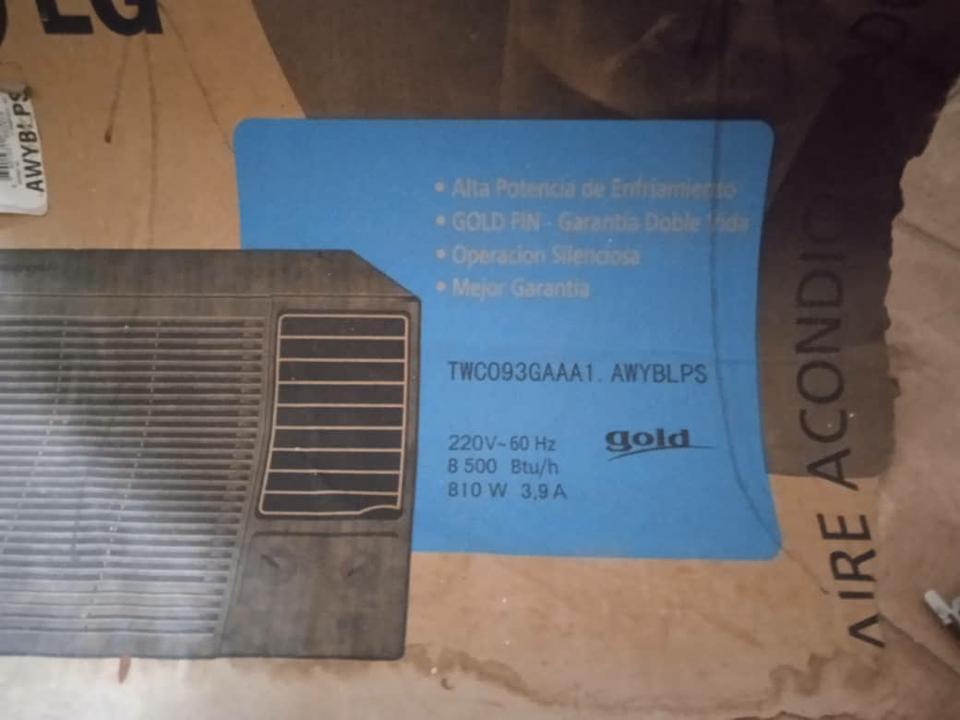 LG
AWYBLPS
• Alta Potencia de Enfriamiento
• GOLD FIN - Garantia Doble Vida
• Operacion Silenciosa
• Mejor Garantia
TWC093GAAA1. AWYBLPS
220V~60 Hz
8 500 Btu/h
810 W 3,9 A
gold
AIRE ACONDIC